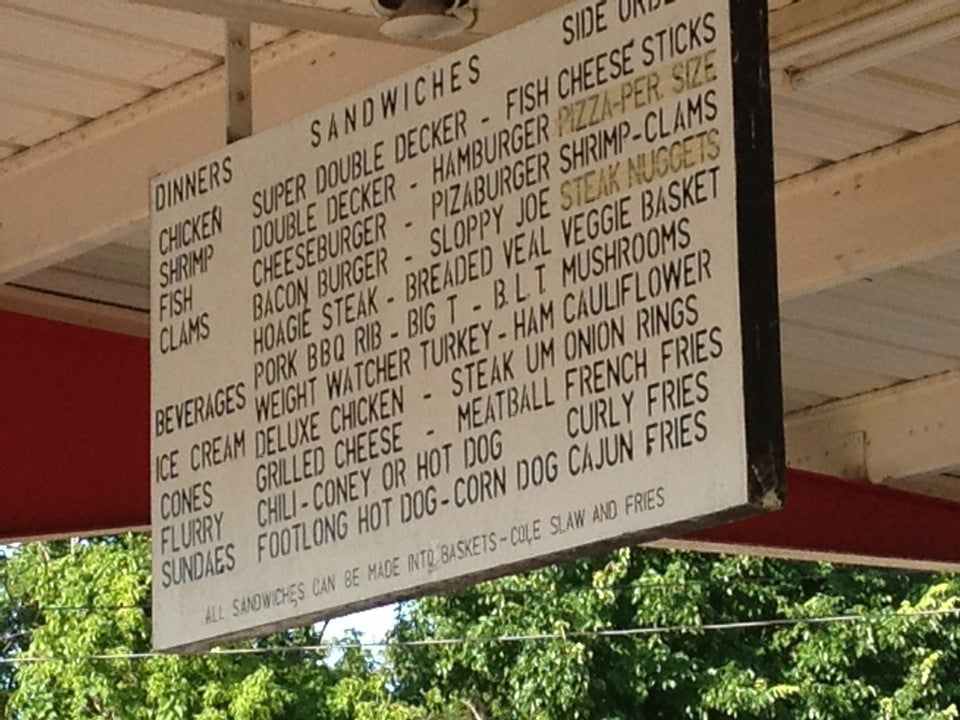 DINNERS SANDWICHES SIDE
CHICKEN SUPER DOUBLE DECKER - FISH CHEESE STICKS
SHRIMP DOUBLE DECKER - HAMBURGER PIZZA-PER. SIZE
FISH CHEESEBURGER - PIZABURGER SHRIMP-CLAMS
CLAMS BACON BURGER - SLOPPY JOE STEAK NUGGETS
HOAGIE STEAK - BREADED VEAL VEGGIE BASKET
PORK BBQ RIB - BIG T - B.L.T. MUSHROOMS
BEVERAGES WEIGHT WATCHER TURKEY - HAM CAULIFLOWER
ICE CREAM DELUXE CHICKEN - STEAK UM ONION RINGS
CONES GRILLED CHEESE - MEATBALL FRENCH FRIES
FLURRY CHILI - CONEY OR HOT DOG CURLY FRIES
SUNDAES FOOTLONG HOT DOG - CORN DOG CAJUN FRIES
ALL SANDWICHES CAN BE MADE INTO BASKETS - COLE SLAW AND FRIES